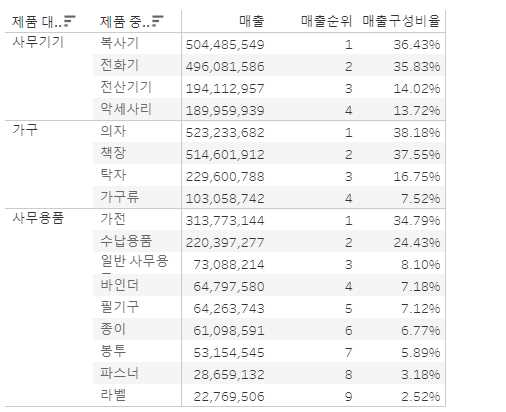 제품 대.. 제품 중.. 매출 매출순위 매출구성비율
사무기기 복사기 504,485,549 1 36.43%
전화기 496,081,586 2 35.83%
전산기기 194,112,957 3 14.02%
악세사리 189,959,939 4 13.72%
가구 의자 523,233,682 1 38.18%
책장 514,601,912 2 37.55%
탁자 229,600,788 3 16.75%
가구류 103,058,742 4 7.52%
사무용품 가전 313,773,144 1 34.79%
수납용품 220,397,277 2 24.43%
일반 사무용 73,088,214 3 8.10%
바인더 64,797,580 4 7.18%
필기구 64,263,743 5 7.12%
종이 61,098,591 6 6.77%
봉투 53,154,545 7 5.89%
파스너 28,659,132 8 3.18%
라벨 22,769,506 9 2.52%